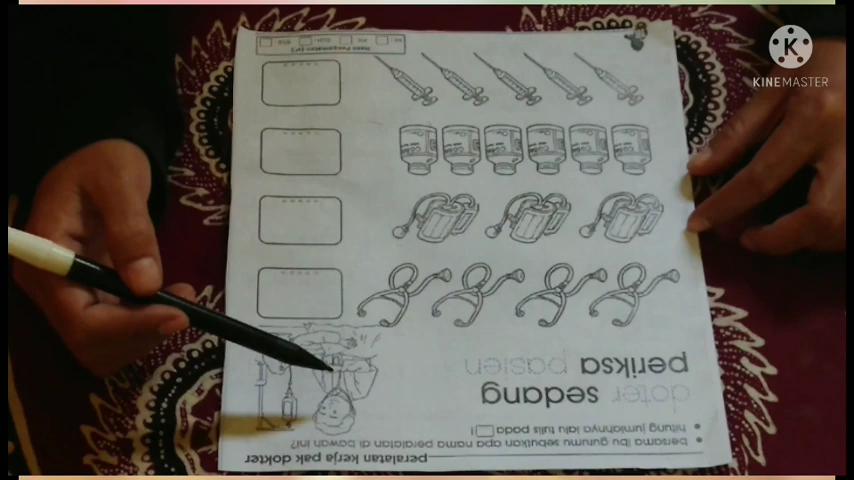 peralatan kerja pak dokter
bersama ibu gurumu sebutkan apa nama peralatan di bawah ini?
hitung jumlahnya lalu tulis pada !
doter sedang
periksa pasien
KINEMASTER